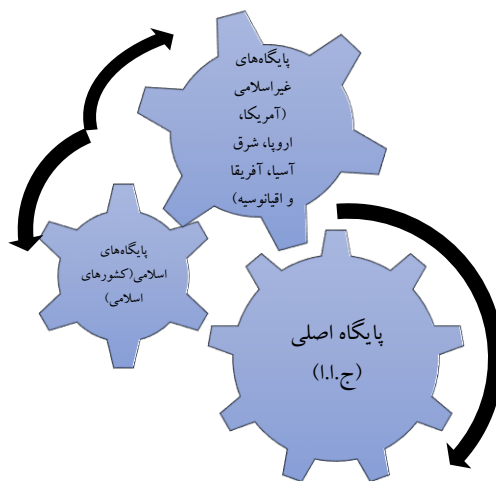 پایگاه‌های
غیراسلامی
(آمریکا،
اروپا، شرق
آسیا، آفریقا
و اقیانوسیه)
پایگاه‌های
اسلامی(کشورهای
اسلامی)
پایگاه اصلی
(ج.ا.ا)